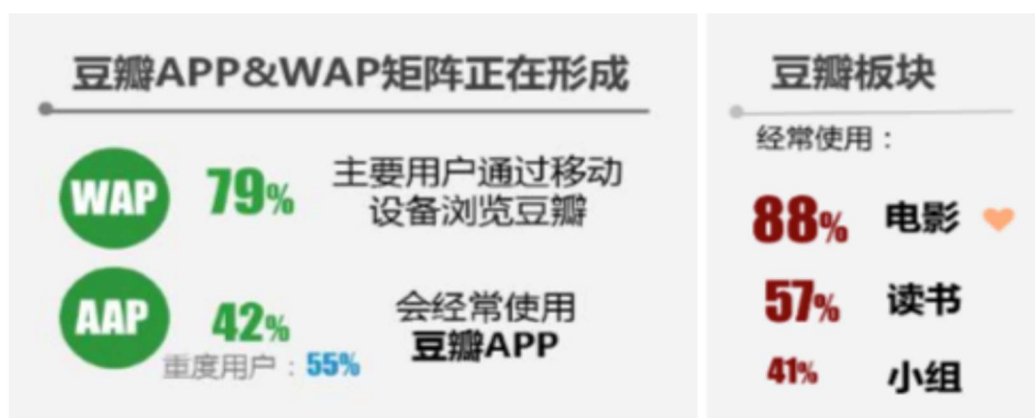 豆瓣APP&WAP矩阵正在形成
WAP
79%
主要用户通过移动
设备浏览豆瓣
AAP
42%
会经常使用
豆瓣APP
重度用户：55%
豆瓣板块
经常使用：
88% 电影
57% 读书
41% 小组